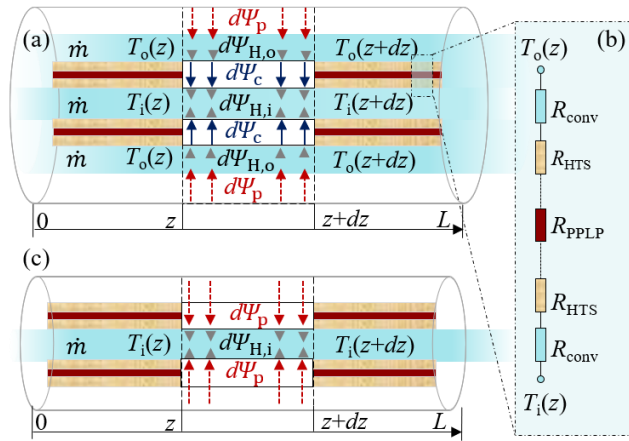 (a) dΨp (b)
ṁ To(z) dΨH,o To(z+dz) To(z)
dΨc Rconv
ṁ Ti(z) dΨH,i Ti(z+dz)
dΨc RHTS
ṁ To(z) dΨH,o To(z+dz)
dΨp RPPLP
0 z z+dz L
(c) dΨp RHTS
ṁ Ti(z) dΨH,i Ti(z+dz) Rconv
dΨp Ti(z)
0 z z+dz L